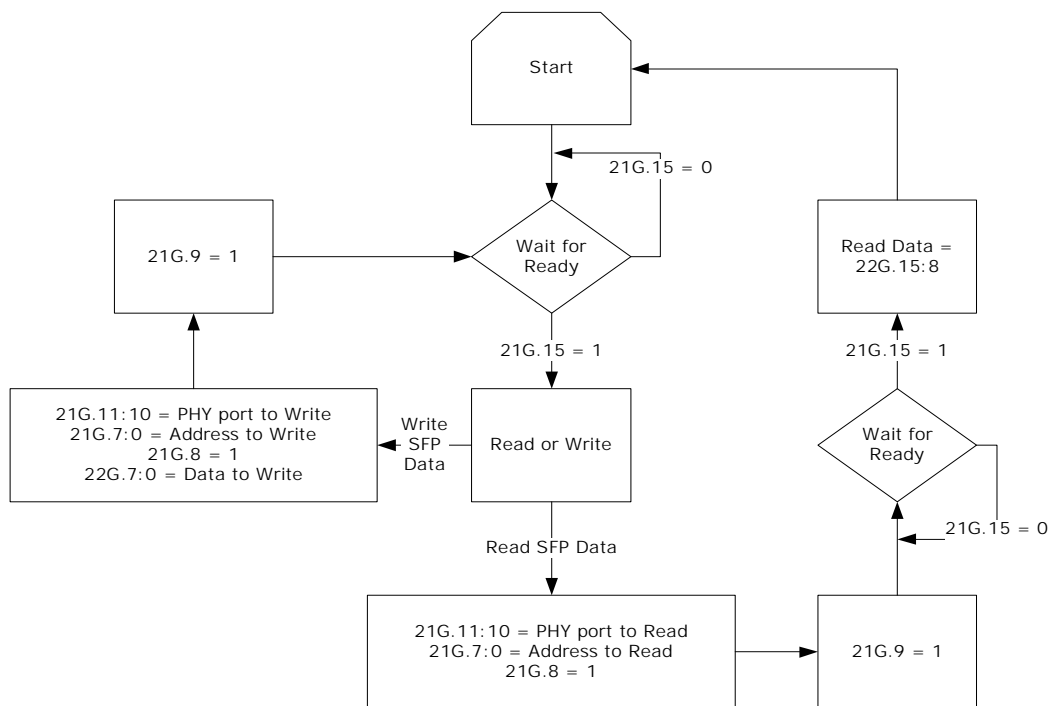 Start
21G.15 = 0
Wait for
Ready
21G.9 = 1
Read Data =
22G.15:8
21G.15 = 1
21G.15 = 1
21G.11:10 = PHY port to Write
21G.7:0 = Address to Write
21G.8 = 1
22G.7:0 = Data to Write
Write
SFP
Data
Read or Write
Wait for
Ready
21G.15 = 0
Read SFP Data
21G.11:10 = PHY port to Read
21G.7:0 = Address to Read
21G.8 = 1
21G.9 = 1